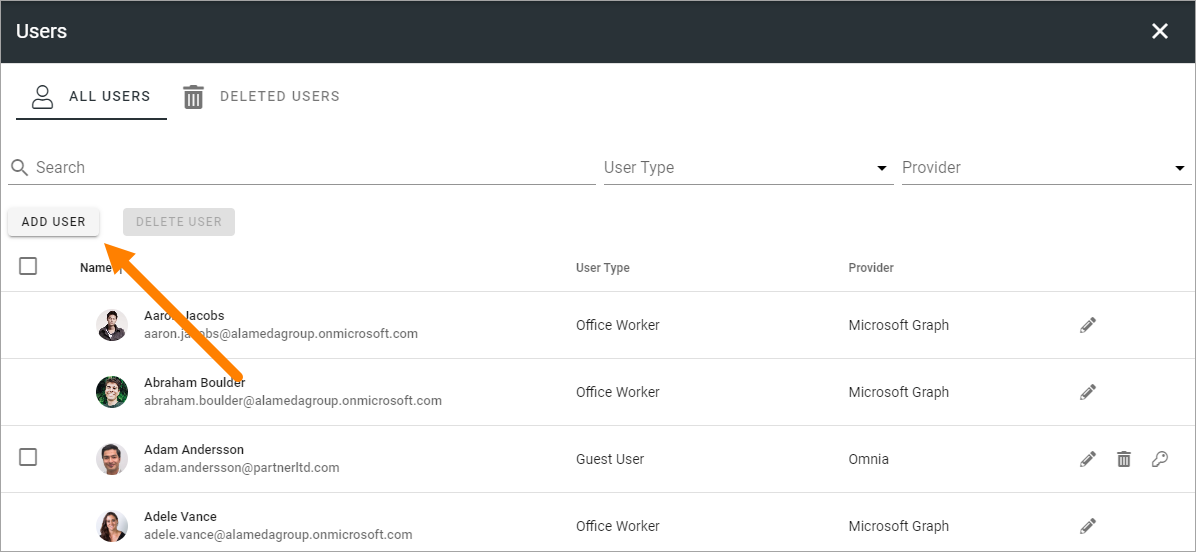 Users
ALL USERS DELETED USERS
Search User Type Provider
ADD USER DELETE USER
Name User Type Provider
Aaron Jacobs
aaron.jacobs@alamedagroup.onmicrosoft.com Office Worker Microsoft Graph
Abraham Boulder
abraham.boulder@alamedagroup.onmicrosoft.com Office Worker Microsoft Graph
Adam Andersson
adam.andersson@partnerltd.com Guest User Omnia
Adele Vance
adele.vance@alamedagroup.onmicrosoft.com Office Worker Microsoft Graph